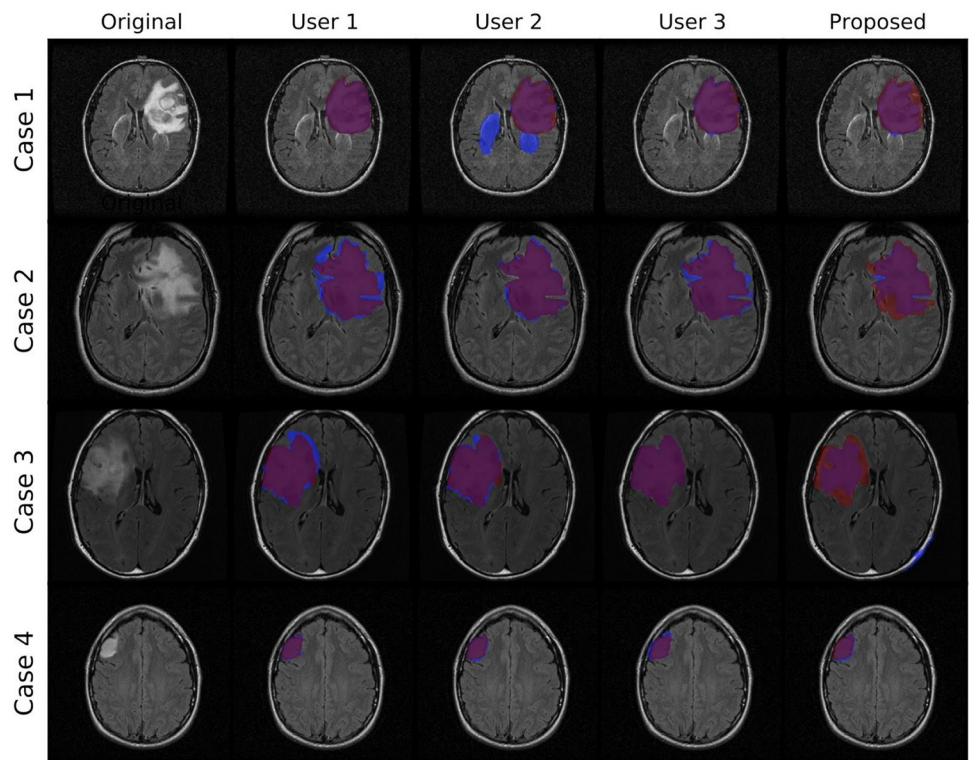 Original User 1 User 2 User 3 Proposed
Case 1
Original
Case 2
Case 3
Case 4